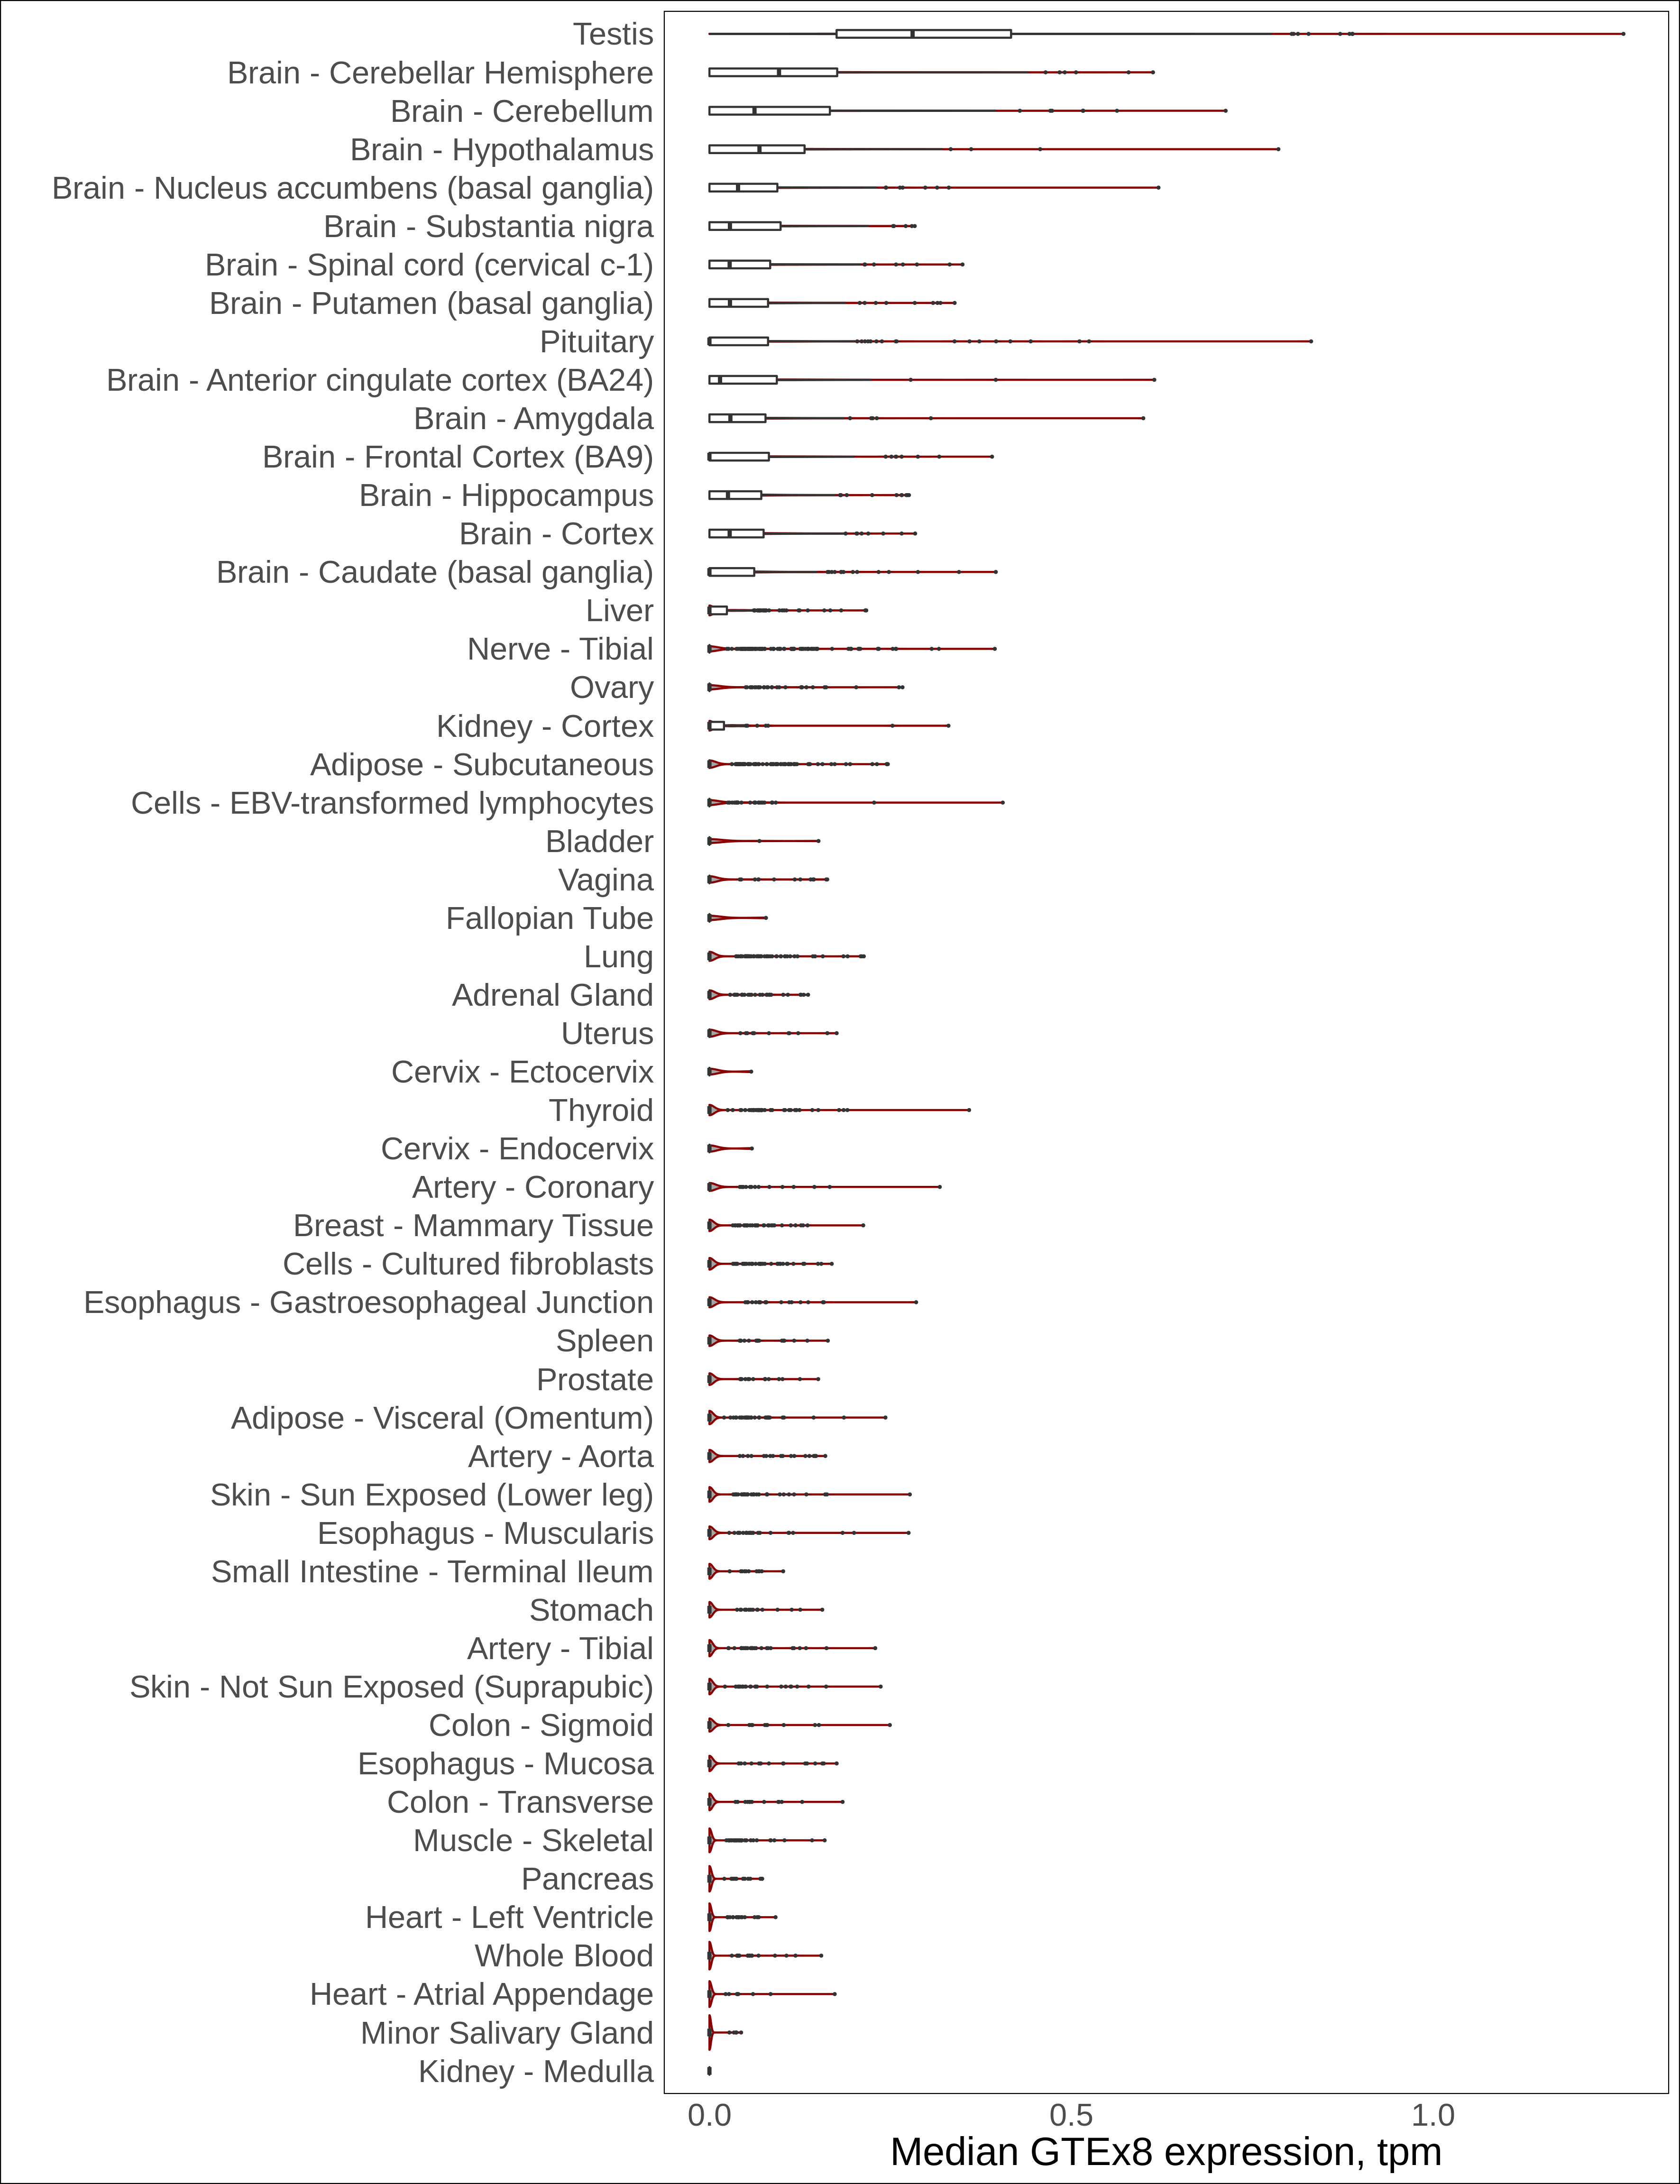 Testis
Brain - Cerebellar Hemisphere
Brain - Cerebellum
Brain - Hypothalamus
Brain - Nucleus accumbens (basal ganglia)
Brain - Substantia nigra
Brain - Spinal cord (cervical c-1)
Brain - Putamen (basal ganglia)
Pituitary
Brain - Anterior cingulate cortex (BA24)
Brain - Amygdala
Brain - Frontal Cortex (BA9)
Brain - Hippocampus
Brain - Cortex
Brain - Caudate (basal ganglia)
Liver
Nerve - Tibial
Ovary
Kidney - Cortex
Adipose - Subcutaneous
Cells - EBV-transformed lymphocytes
Bladder
Vagina
Fallopian Tube
Lung
Adrenal Gland
Uterus
Cervix - Ectocervix
Thyroid
Cervix - Endocervix
Artery - Coronary
Breast - Mammary Tissue
Cells - Cultured fibroblasts
Esophagus - Gastroesophageal Junction
Spleen
Prostate
Adipose - Visceral (Omentum)
Artery - Aorta
Skin - Sun Exposed (Lower leg)
Esophagus - Muscularis
Small Intestine - Terminal Ileum
Stomach
Artery - Tibial
Skin - Not Sun Exposed (Suprapubic)
Colon - Sigmoid
Esophagus - Mucosa
Colon - Transverse
Muscle - Skeletal
Pancreas
Heart - Left Ventricle
Whole Blood
Heart - Atrial Appendage
Minor Salivary Gland
Kidney - Medulla
0.0 0.5 1.0
Median GTEx8 expression, tpm